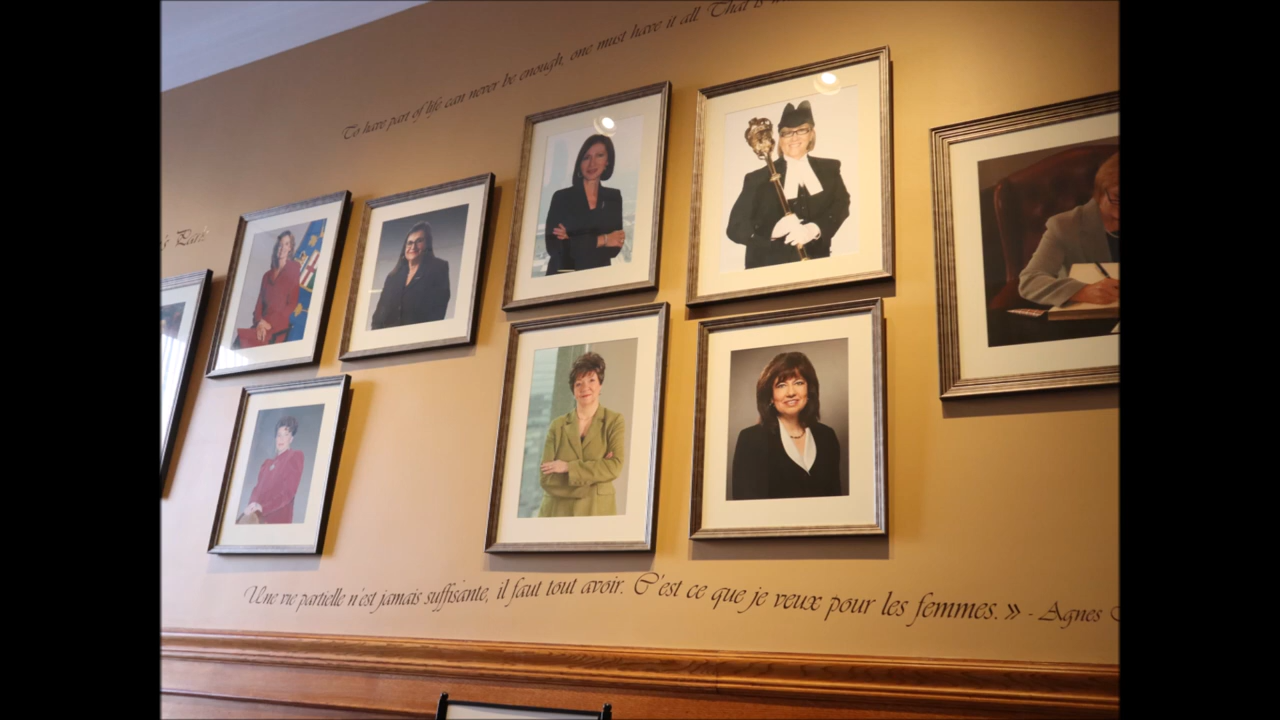 To have part of life can never be enough, one must have it all. That is
Une vie partielle n'est jamais suffisante, il faut tout avoir. C'est ce que je veux pour les femmes. » - Agnes